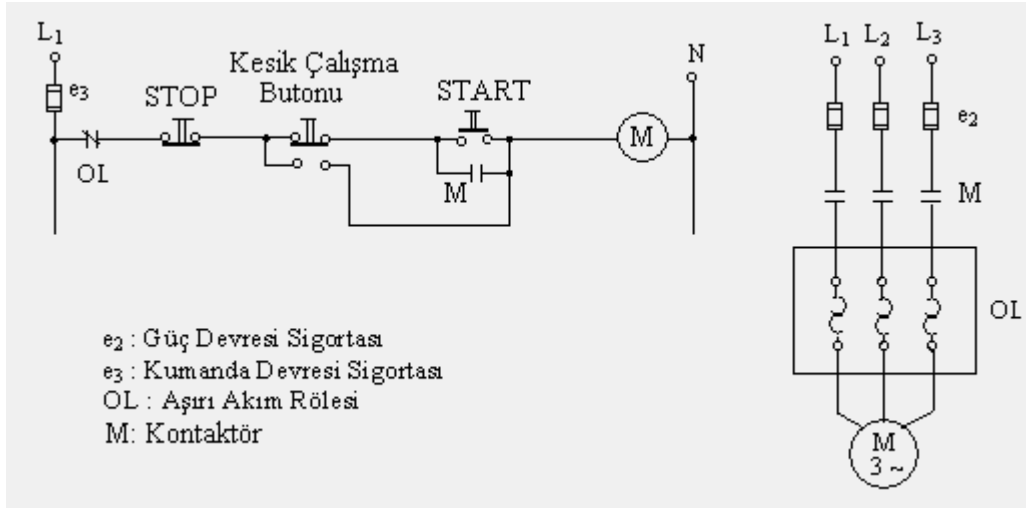 L1
e3
STOP
Kesik Çalışma
Butonu
START
N
OL
M
M
L1 L2 L3
e2
M
OL
M
3 ~
e2 : Güç Devresi Sigortası
e3 : Kumanda Devresi Sigortası
OL : Aşırı Akım Rölesi
M: Kontaktör